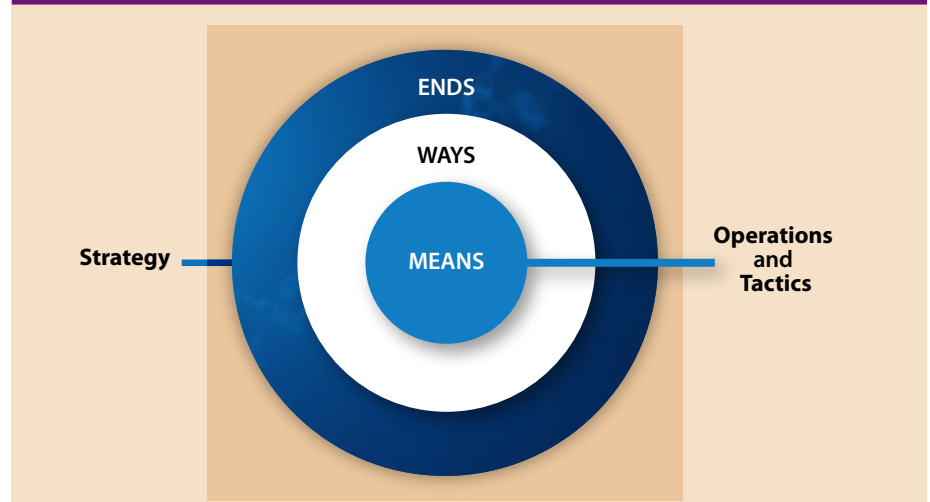 ENDS
WAYS
Strategy
MEANS
Operations
and
Tactics